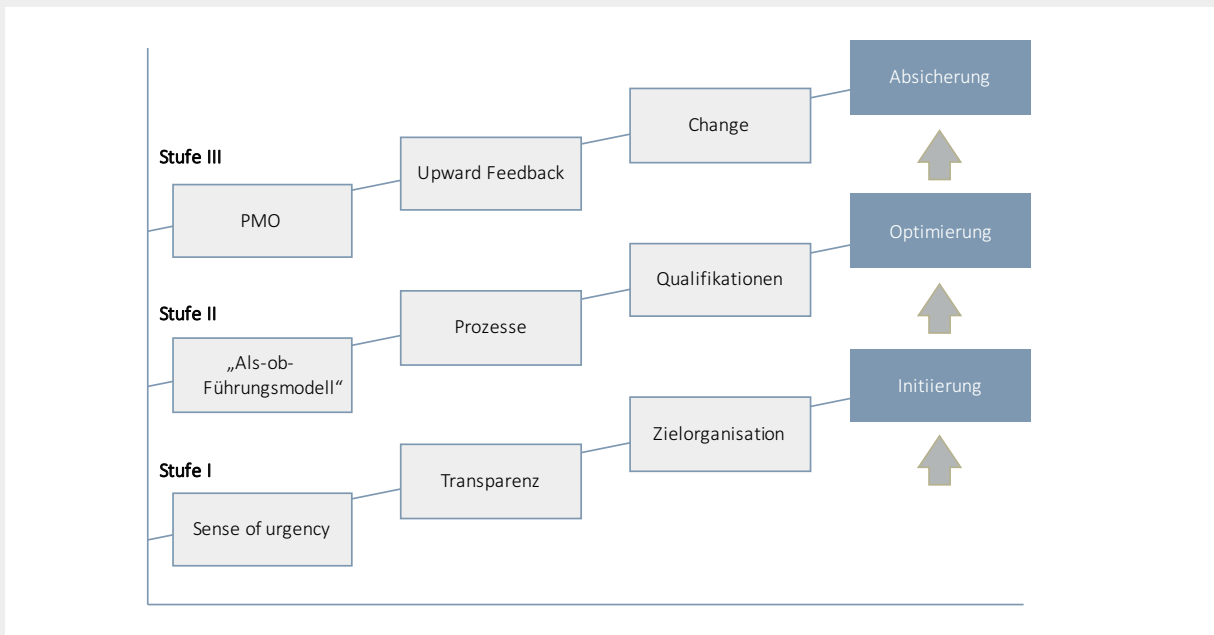 Stufe III
PMO
Upward Feedback
Change
Absicherung
Stufe II
„Als-ob-
Führungsmodell“
Prozesse
Qualifikationen
Optimierung
Stufe I
Sense of urgency
Transparenz
Zielorganisation
Initiierung